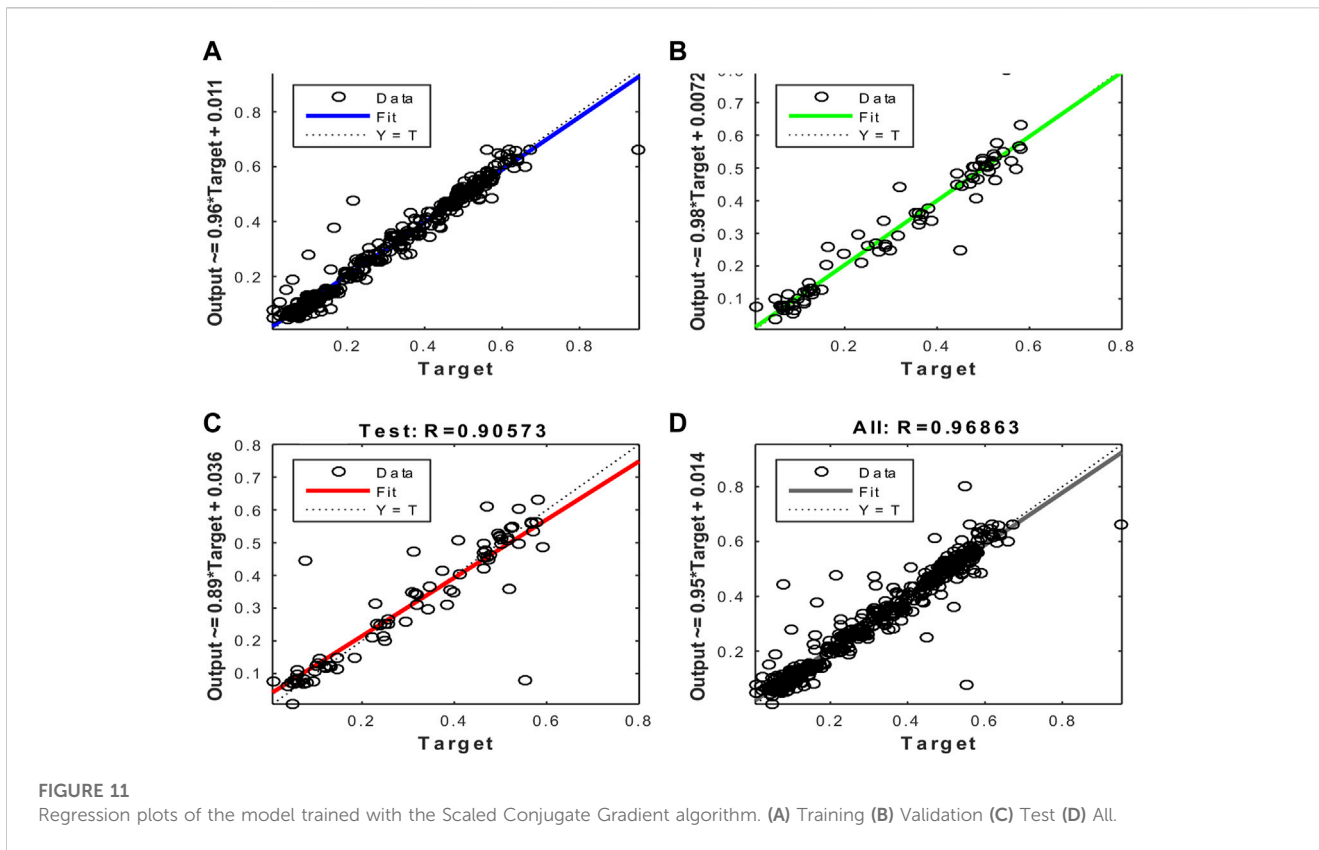 A
Output ~= 0.96*Target + 0.011
0.8
0.6
0.4
0.2
Data
Fit
Y = T
0.2 0.4 0.6 0.8
Target
B
Output ~= 0.98*Target + 0.0072
0.7
0.6
0.5
0.4
0.3
0.2
0.1
Data
Fit
Y = T
0.2 0.4 0.6 0.8
Target
C
Test: R=0.90573
Output ~= 0.89*Target + 0.036
0.8
0.7
0.6
0.5
0.4
0.3
0.2
0.1
Data
Fit
Y = T
0.2 0.4 0.6 0.8
Target
D
All: R=0.96863
Output ~= 0.95*Target + 0.014
0.8
0.6
0.4
0.2
Data
Fit
Y = T
0.2 0.4 0.6 0.8
Target
FIGURE 11
Regression plots of the model trained with the Scaled Conjugate Gradient algorithm. (A) Training (B) Validation (C) Test (D) All.